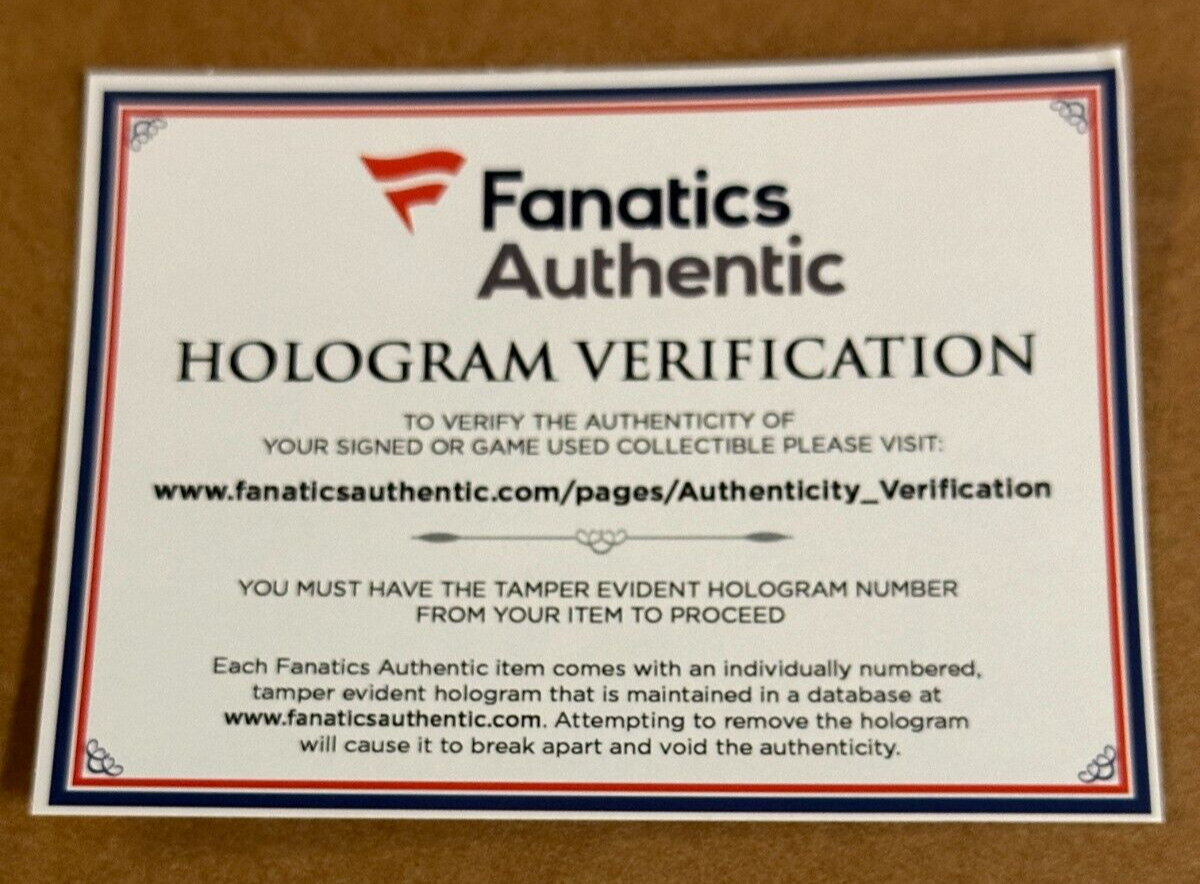 Fanatics
Authentic
HOLOGRAM VERIFICATION
TO VERIFY THE AUTHENTICITY OF
YOUR SIGNED OR GAME USED COLLECTIBLE PLEASE VISIT:
www.fanaticsauthentic.com/pages/Authenticity_Verification
YOU MUST HAVE THE TAMPER EVIDENT HOLOGRAM NUMBER
FROM YOUR ITEM TO PROCEED
Each Fanatics Authentic item comes with an individually numbered,
tamper evident hologram that is maintained in a database at
www.fanaticsauthentic.com. Attempting to remove the hologram
will cause it to break apart and void the authenticity.